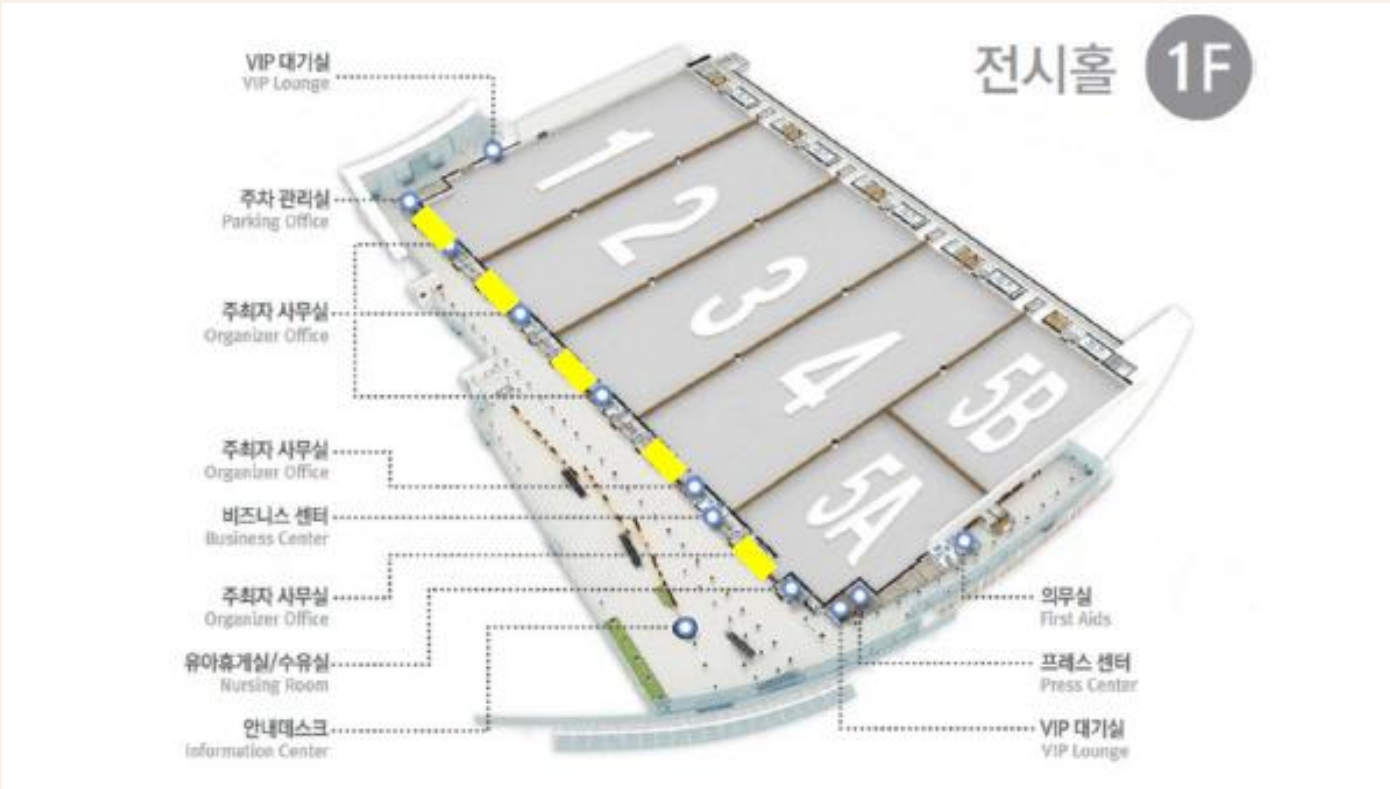 전시홀 1F
VIP 대기실
VIP Lounge
주차 관리실
Parking Office
주최자 사무실
Organizer Office
주최자 사무실
Organizer Office
비즈니스 센터
Business Center
주최자 사무실
Organizer Office
유아휴게실/수유실
Nursing Room
안내데스크
Information Center
1
2
3
4
5B
5A
의무실
First Aids
프레스 센터
Press Center
VIP 대기실
VIP Lounge